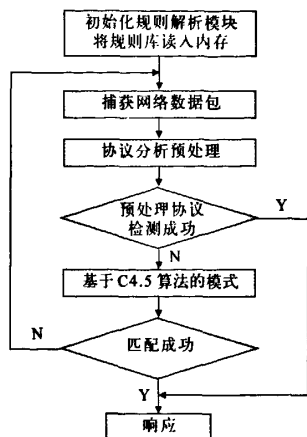 初始化规则解析模块
将规则库读入内存
捕获网络数据包
协议分析预处理
预处理协议
检测成功
Y
N
基于 C4.5 算法的模式
N
匹配成功
Y
响应